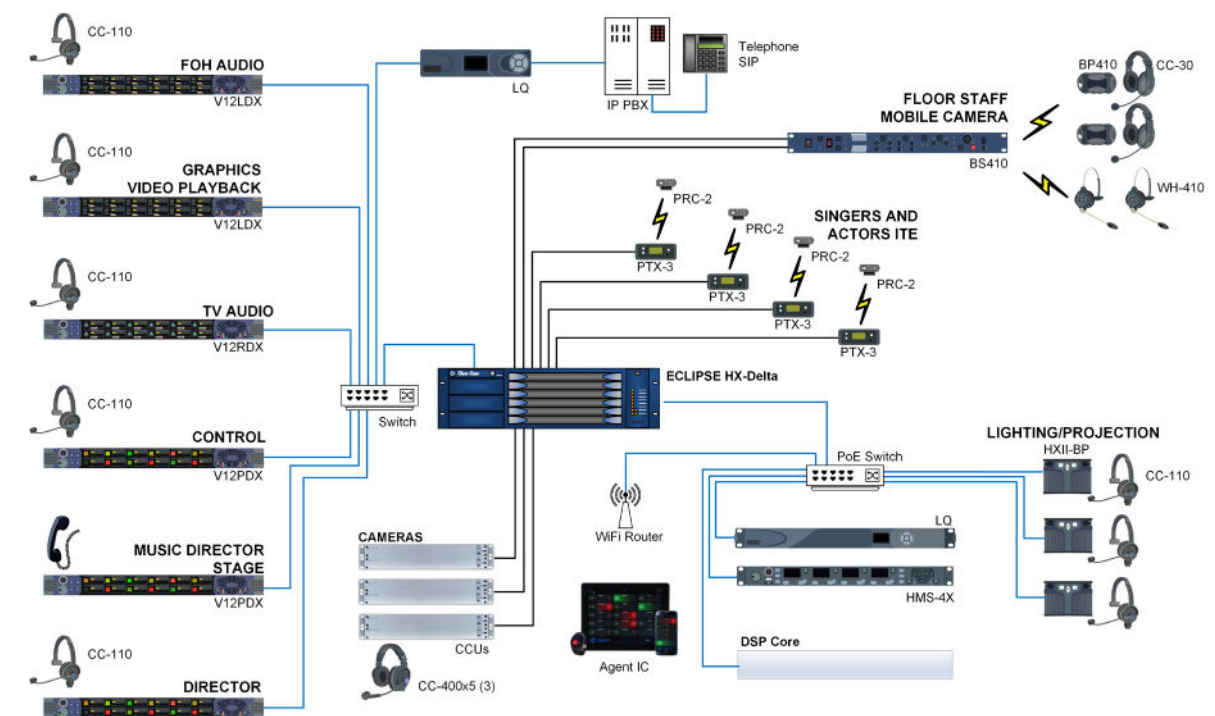 CC-110
FOH AUDIO
V12LDX
CC-110
GRAPHICS
VIDEO PLAYBACK
V12LDX
CC-110
TV AUDIO
V12RDX
CC-110
CONTROL
V12PDX
MUSIC DIRECTOR
STAGE
V12PDX
CC-110
DIRECTOR
LQ
IP PBX
Telephone
SIP
FLOOR STAFF
MOBILE CAMERA
BS410
BP410
CC-30
WH-410
PRC-2
PTX-3
PRC-2
PTX-3
PRC-2
PTX-3
PRC-2
PTX-3
SINGERS AND
ACTORS ITE
Switch
Clear-Com
ECLIPSE HX-Delta
CAMERAS
CCUs
CC-400x5 (3)
WiFi Router
Agent IC
PoE Switch
LQ
HMS-4X
DSP Core
LIGHTING/PROJECTION
HXII-BP
CC-110